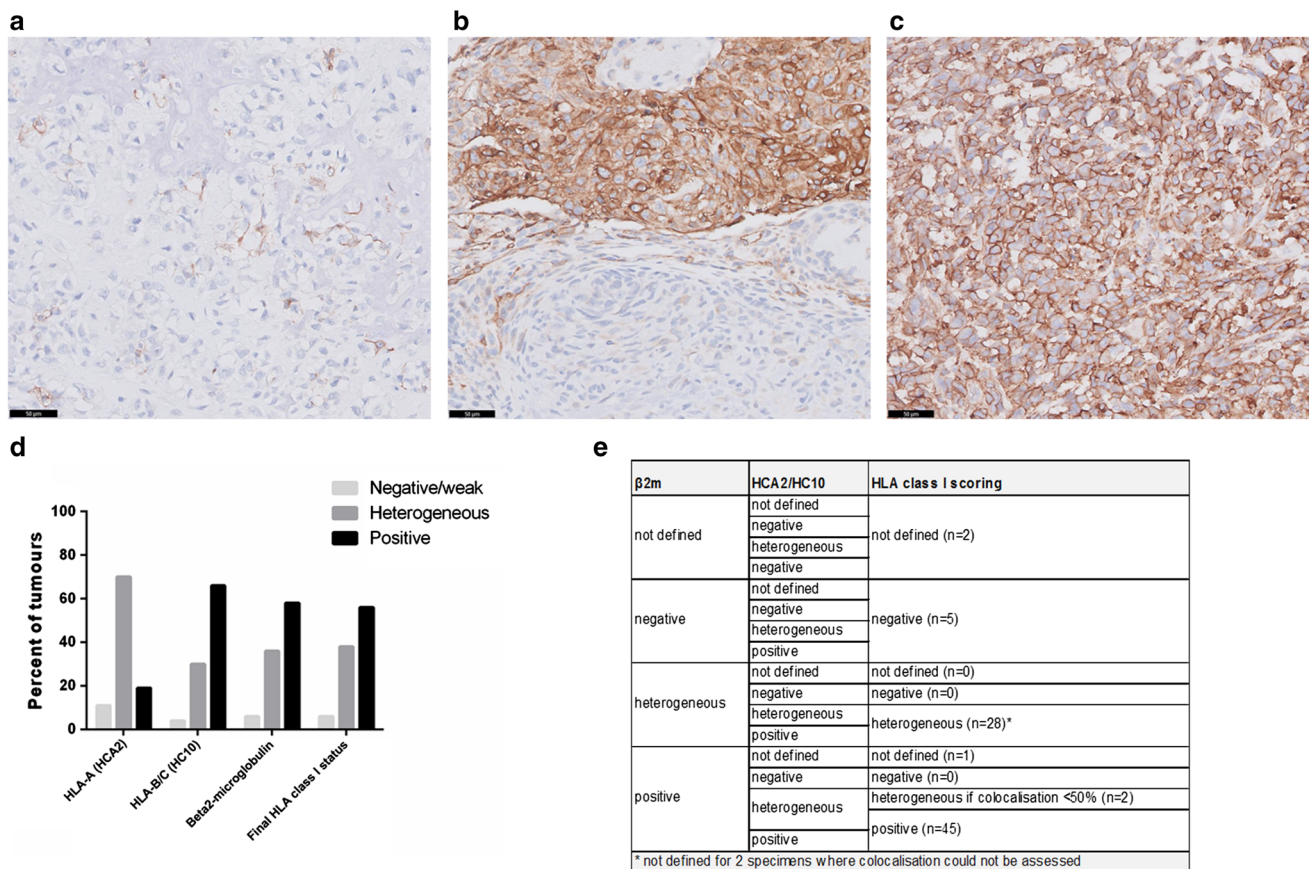 a
b
c
50 µm
50 µm
50 µm
d
Negative/weak
Heterogeneous
Positive
Percent of tumours
100
80
60
40
20
0
HLA-A (HCA2)
HLA-B/C (HC10)
Beta2-microglobulin
Final HLA class I status
e
β2m HCA2/HC10 HLA class I scoring
not defined
not defined
negative
heterogeneous
negative
not defined (n=2)
negative
not defined
negative
heterogeneous
positive
negative (n=5)
heterogeneous
not defined
not defined (n=0)
negative
negative (n=0)
heterogeneous
positive
heterogeneous (n=28)*
positive
not defined
not defined (n=1)
negative
negative (n=0)
heterogeneous
heterogeneous if colocalisation <50% (n=2)
positive
positive (n=45)
* not defined for 2 specimens where colocalisation could not be assessed